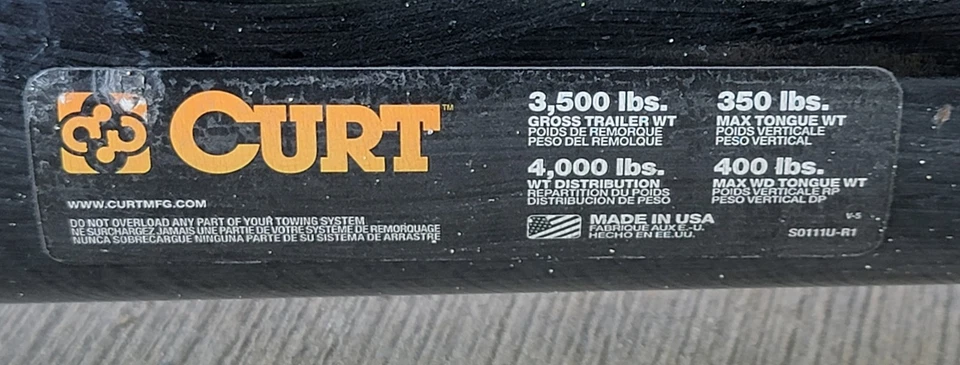 CURT™
WWW.CURTMFG.COM
DO NOT OVERLOAD ANY PART OF YOUR TOWING SYSTEM
NE SURCHARGEZ JAMAIS UNE PARTIE DE VOTRE SYSTÈME DE REMORQUAGE
NUNCA SOBRECARGUE NINGUNA PARTE DE SU SISTEMA DE ARRASTRE
3,500 lbs.
GROSS TRAILER WT
POIDS DE REMORQUE
PESO DEL REMOLQUE
350 lbs.
MAX TONGUE WT
POIDS VERTICALE
PESO VERTICAL
4,000 lbs.
WT DISTRIBUTION
REPARTITION DU POIDS
DISTRIBUCIÓN DE PESO
400 lbs.
MAX WD TONGUE WT
POIDS VERTICALE RP
PESO VERTICAL DP
MADE IN USA
FABRIQUE AUX E.-U.
HECHO EN EE.UU.
V-5
S0111U-R1